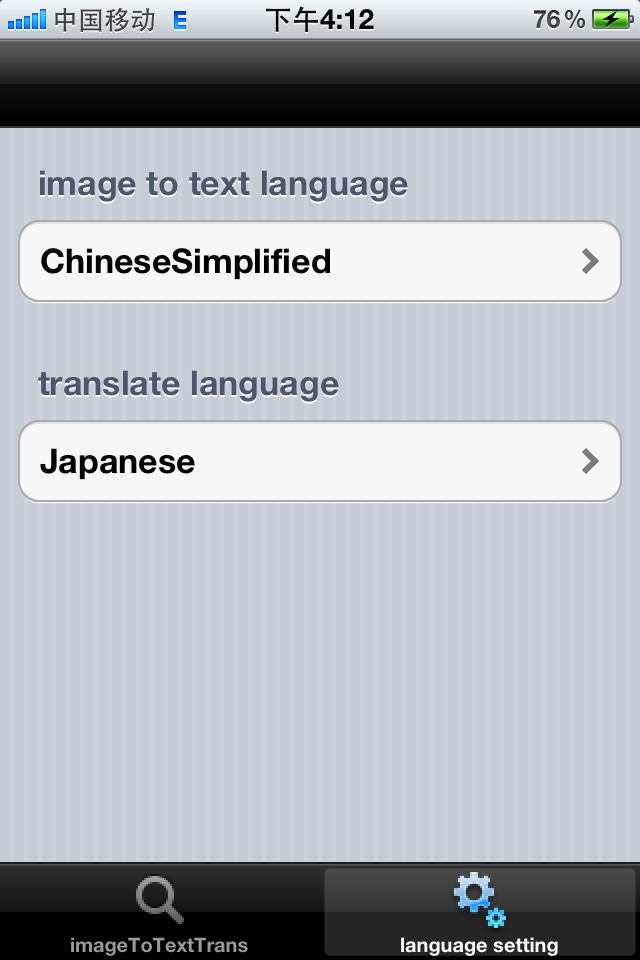 中国移动 E 下午4:12 76%
image to text language
ChineseSimplified
translate language
Japanese
imageToTextTrans language setting